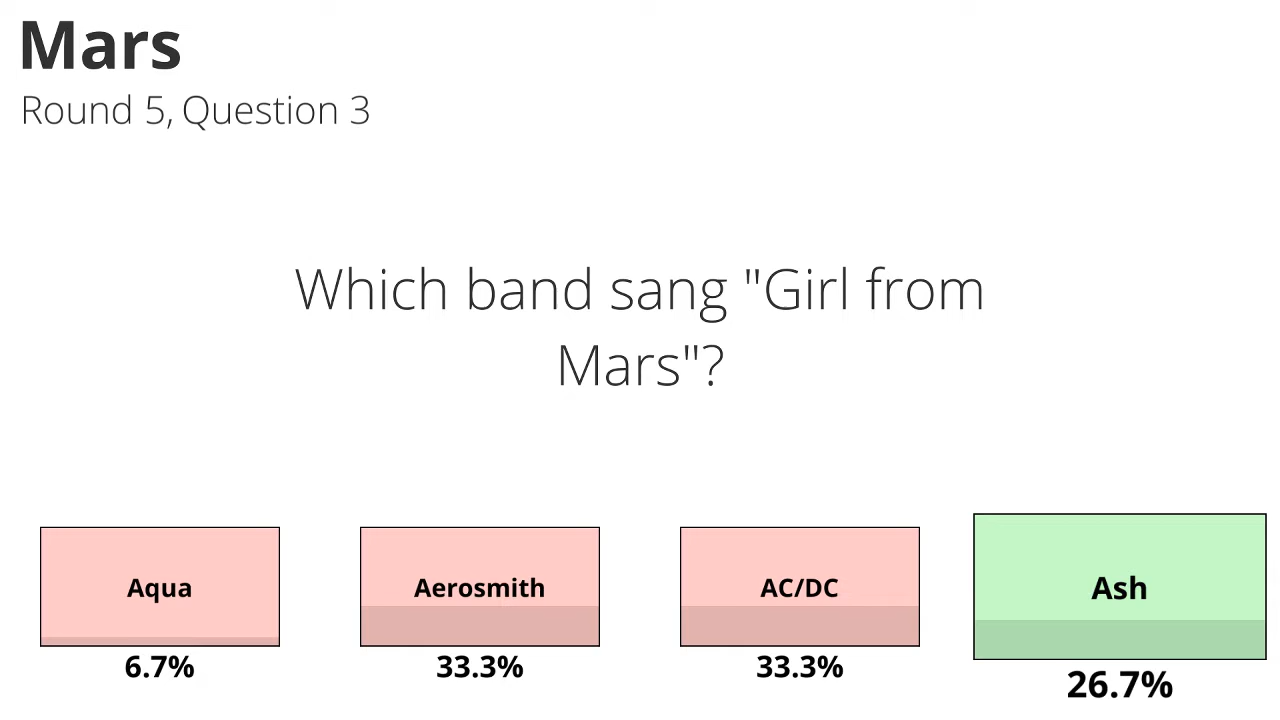 Mars
Round 5, Question 3
Which band sang "Girl from
Mars"?
Aqua
Aerosmith
AC/DC
Ash
6.7%
33.3%
33.3%
26.7%